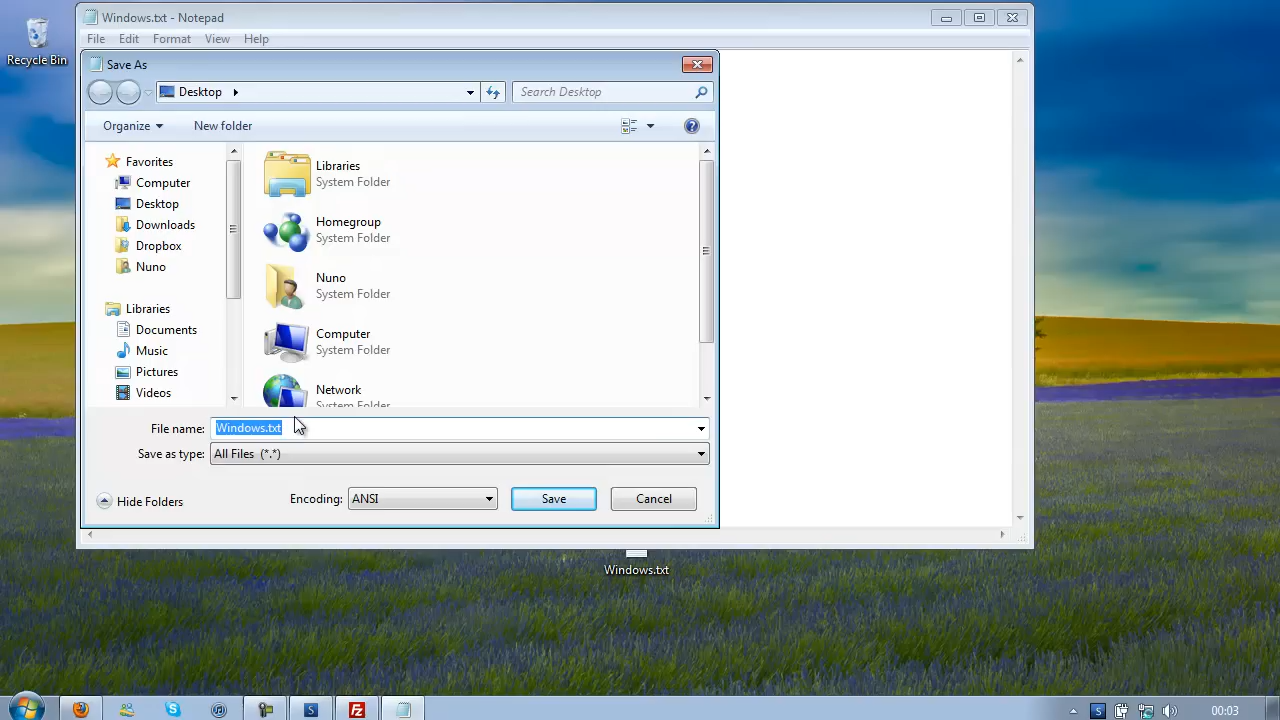 Recycle Bin
Windows.txt - Notepad
File Edit Format View Help
Save As
Desktop
Search Desktop
Organize New folder
Favorites
Computer
Desktop
Downloads
Dropbox
Nuno
Libraries
Documents
Music
Pictures
Videos
Libraries
System Folder
Homegroup
System Folder
Nuno
System Folder
Computer
System Folder
Network
System Folder
File name: Windows.txt
Save as type: All Files (*.*)
Hide Folders
Encoding: ANSI
Save
Cancel
Windows.txt
00:03